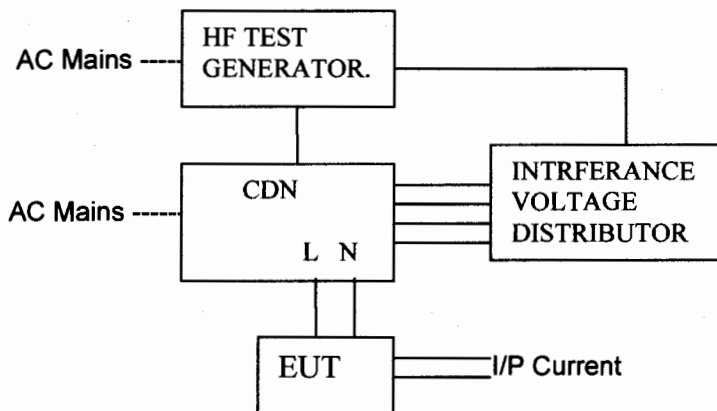 HF TEST
GENERATOR.
AC Mains
INTRFERANCE
VOLTAGE
DISTRIBUTOR
CDN
AC Mains
L N
EUT
I/P Current